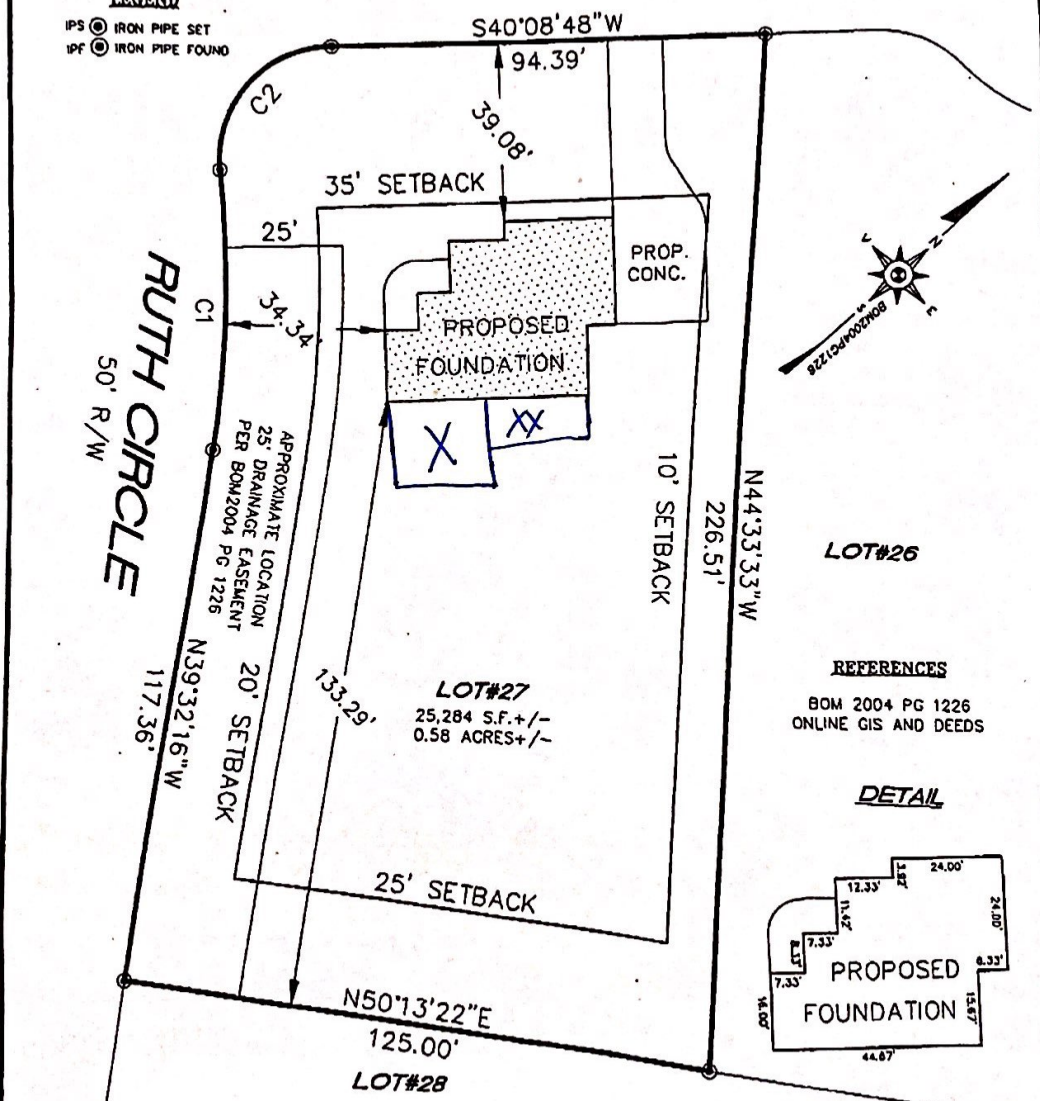 LEGEND
IPS IRON PIPE SET
IPF IRON PIPE FOUND
S40°08'48"W
94.39'
C2
39.08'
35' SETBACK
25'
PROP.
CONC.
N
E
S
BOM2004PG1226
C1
34.34'
PROPOSED
FOUNDATION
RUTH CIRCLE
50' R/W
X
XX
APPROXIMATE LOCATION
25' DRAINAGE EASEMENT
PER BOM2004 PG 1226
10' SETBACK
N44°33'33"W
226.51'
LOT#26
N39°32'16"W
117.36'
20' SETBACK
133.29'
LOT#27
25,284 S.F.+/-
0.58 ACRES+/-
REFERENCES
BOM 2004 PG 1226
ONLINE GIS AND DEEDS
25' SETBACK
N50°13'22"E
125.00'
LOT#28
DETAIL
24.00'
12.33'
11.42'
24.00'
7.33'
7.33'
6.33'
PROPOSED
FOUNDATION
16.00'
15.67'
44.67'